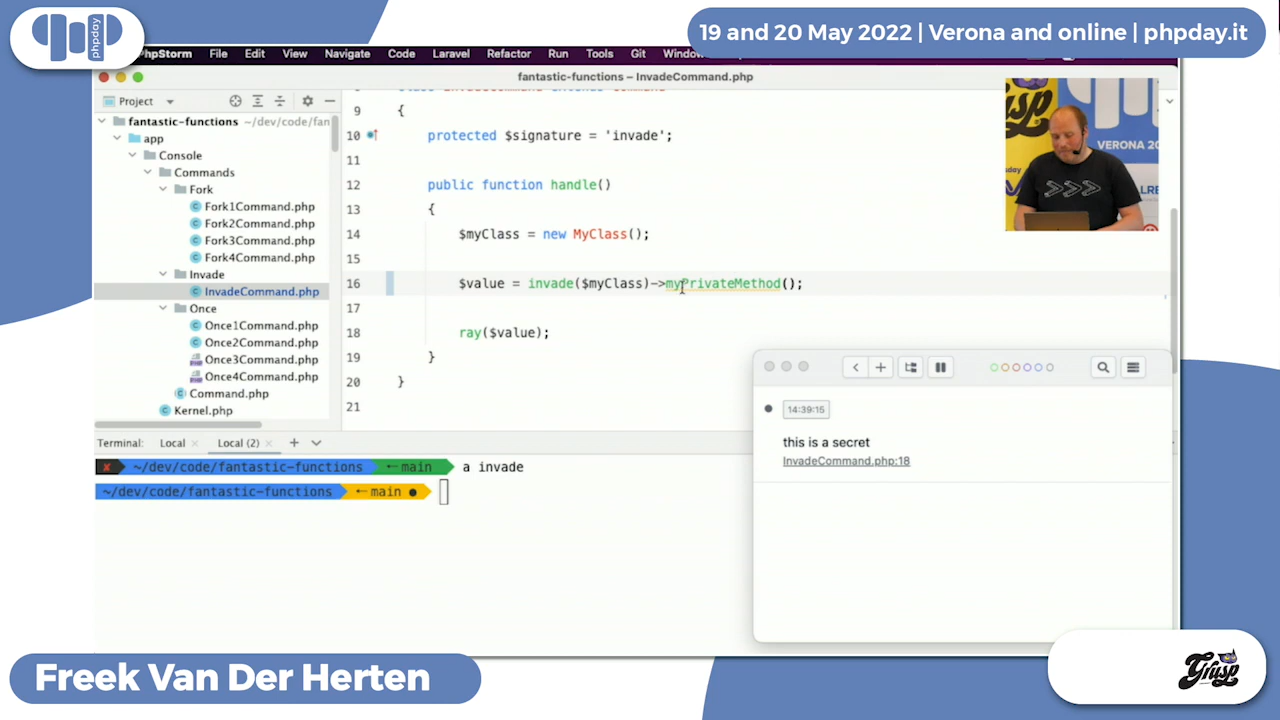 phpday
19 and 20 May 2022 | Verona and online | phpday.it
PhpStorm File Edit View Navigate Code Laravel Refactor Run Tools Git Window
fantastic-functions – InvadeCommand.php
Project
fantastic-functions ~/dev/code/fan
app
Console
Commands
Fork
Fork1Command.php
Fork2Command.php
Fork3Command.php
Fork4Command.php
Invade
InvadeCommand.php
Once
Once1Command.php
Once2Command.php
Once3Command.php
Once4Command.php
Command.php
Kernel.php
9 {
10 protected $signature = 'invade';
11
12 public function handle()
13 {
14 $myClass = new MyClass();
15
16 $value = invade($myClass)->myPrivateMethod();
17
18 ray($value);
19 }
20 }
21
VERONA 20
Terminal: Local × Local (2) × +
✘ ~/dev/code/fantastic-functions ←main a invade
~/dev/code/fantastic-functions ←main ●
14:39:15
this is a secret
InvadeCommand.php:18
Freek Van Der Herten
Grusp